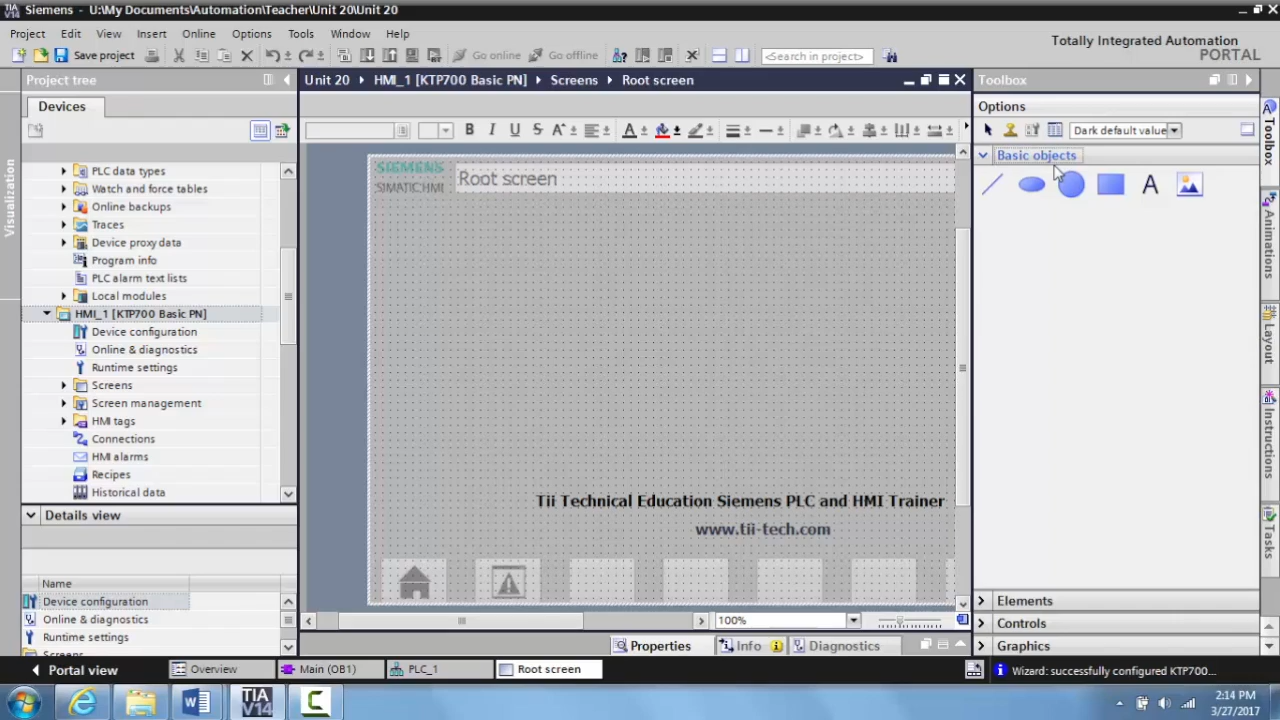 Siemens - U:\My Documents\Automation\Teacher\Unit 20\Unit 20
TIA V14
Project Edit View Insert Online Options Tools Window Help
Totally Integrated Automation
PORTAL
Save project Go online Go offline <Search in project>
Project tree
Unit 20 HMI_1 [KTP700 Basic PN] Screens Root screen
Toolbox
Devices
Options
B I U S A A
Dark default value
Visualization
Basic objects
A
PLC data types
Watch and force tables
Online backups
Traces
Device proxy data
Program info
PLC alarm text lists
Local modules
HMI_1 [KTP700 Basic PN]
Device configuration
Online & diagnostics
Runtime settings
Screens
Screen management
HMI tags
Connections
HMI alarms
Recipes
Historical data
SIEMENS
SIMATIC HMI
Root screen
Tii Technical Education Siemens PLC and HMI Trainer
www.tii-tech.com
Toolbox
Animations
Layout
Instructions
Tasks
Details view
Name
Device configuration
Online & diagnostics
Runtime settings
Screens
100%
Elements
Controls
Graphics
Properties Info Diagnostics
Portal view Overview Main (OB1) PLC_1 Root screen
Wizard: successfully configured KTP700...
TIA V14
2:14 PM
3/27/2017